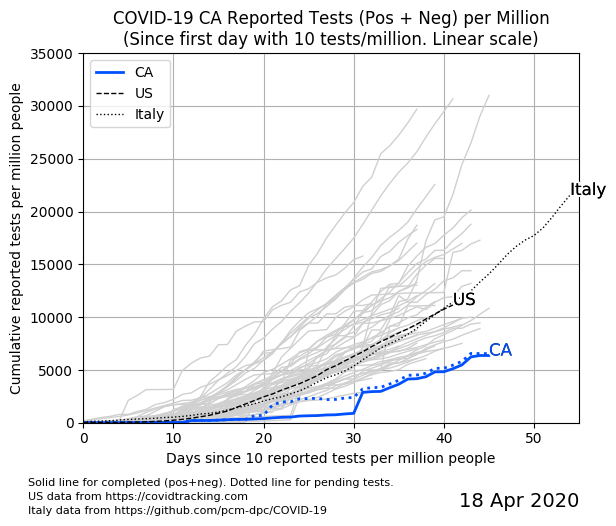 COVID-19 CA Reported Tests (Pos + Neg) per Million
(Since first day with 10 tests/million. Linear scale)
35000
30000
25000
20000
15000
10000
5000
0
Cumulative reported tests per million people
CA
US
Italy
Italy
US
CA
0 10 20 30 40 50
Days since 10 reported tests per million people
Solid line for completed (pos+neg). Dotted line for pending tests.
US data from https://covidtracking.com
Italy data from https://github.com/pcm-dpc/COVID-19
18 Apr 2020